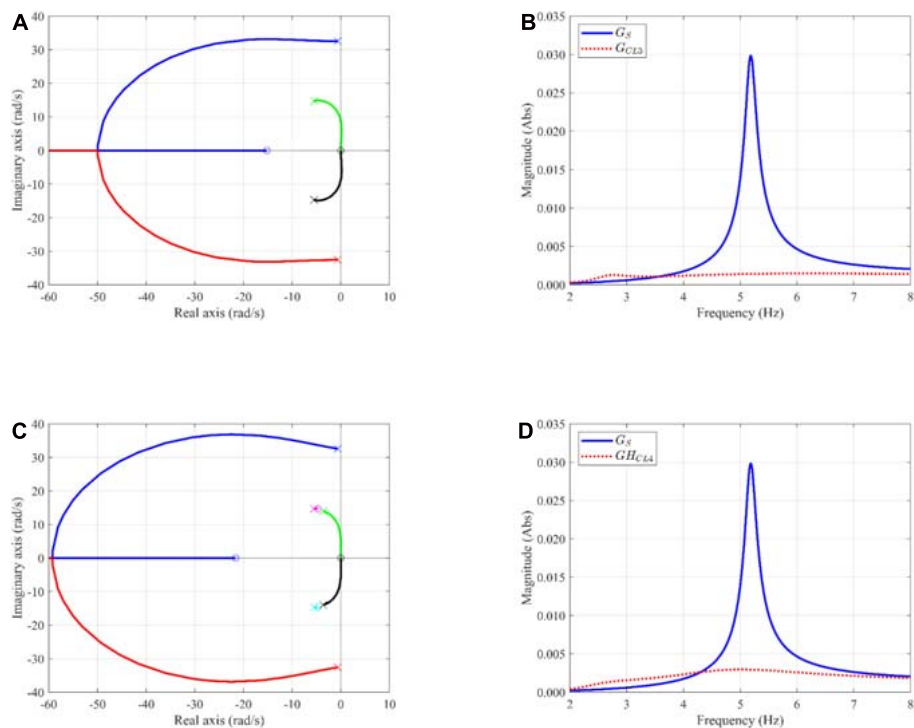 A
40
30
20
10
0
-10
-20
-30
-40
-60 -50 -40 -30 -20 -10 0 10
Real axis (rad/s)
Imaginary axis (rad/s)
B
0.035
0.030
0.025
0.020
0.015
0.010
0.005
0.000
2 3 4 5 6 7 8
Frequency (Hz)
Magnitude (Abs)
G_S
G_{CL3}
C
40
30
20
10
0
-10
-20
-30
-40
-60 -50 -40 -30 -20 -10 0 10
Real axis (rad/s)
Imaginary axis (rad/s)
D
0.035
0.030
0.025
0.020
0.015
0.010
0.005
0.000
2 3 4 5 6 7 8
Frequency (Hz)
Magnitude (Abs)
G_S
GH_{CL4}